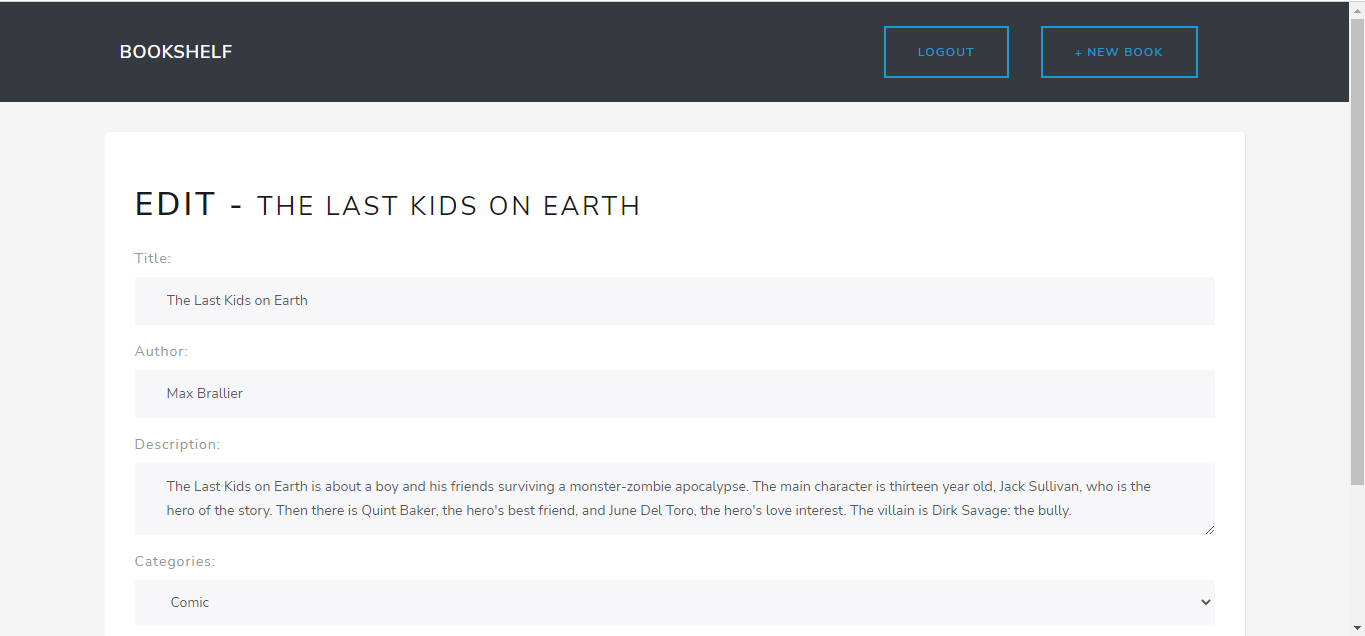 BOOKSHELF
LOGOUT
+ NEW BOOK
EDIT - THE LAST KIDS ON EARTH
Title:
The Last Kids on Earth
Author:
Max Brallier
Description:
The Last Kids on Earth is about a boy and his friends surviving a monster-zombie apocalypse. The main character is thirteen year old, Jack Sullivan, who is the
hero of the story. Then there is Quint Baker, the hero's best friend, and June Del Toro, the hero's love interest. The villain is Dirk Savage: the bully.
Categories:
Comic